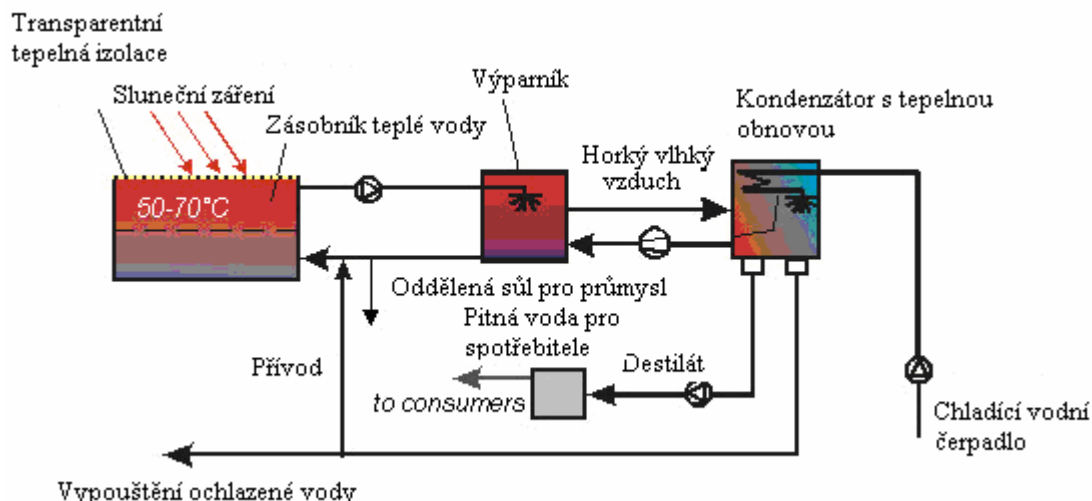 Transparentní
tepelná izolace
Sluneční záření
Zásobník teplé vody
50-70°C
Výparník
Horký vlhký
vzduch
Kondenzátor s tepelnou
obnovou
Oddělená sůl pro průmysl
Pitná voda pro
spotřebitele
Přívod
Destilát
to consumers
Chladící vodní
čerpadlo
Vypouštění ochlazené vody